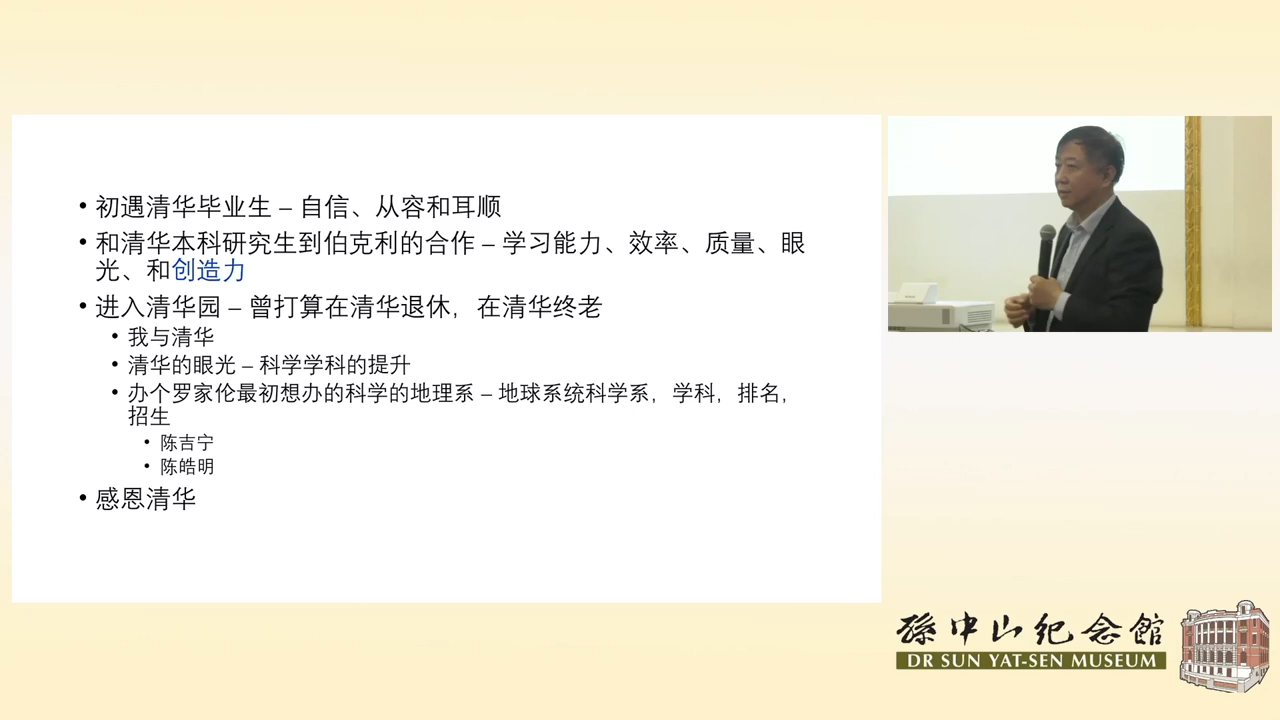 • 初遇清华毕业生 – 自信、从容和耳顺
• 和清华本科研究生到伯克利的合作 – 学习能力、效率、质量、眼
光、和创造力
• 进入清华园 – 曾打算在清华退休，在清华终老
• 我与清华
• 清华的眼光 – 科学学科的提升
• 办个罗家伦最初想办的科学的地理系 – 地球系统科学系，学科，排名，
招生
• 陈吉宁
• 陈皓明
• 感恩清华
孫中山紀念館
DR SUN YAT-SEN MUSEUM